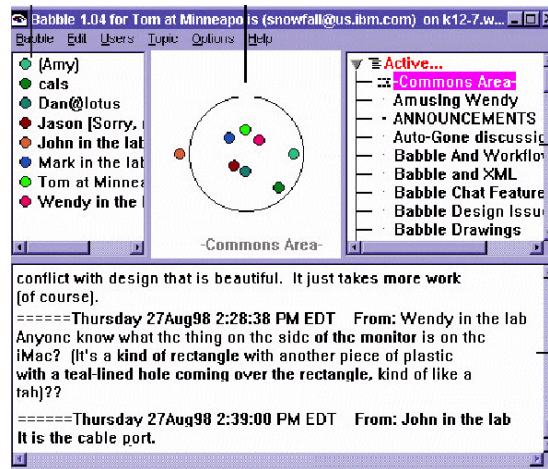 Babble 1.04 for Tom at Minneapolis (snowfall@us.ibm.com) on k12-7.w...
Babble Edit Users Topic Options Help
(Amy)
cals
Dan@lotus
Jason [Sorry,
John in the lab
Mark in the lab
Tom at Minnea
Wendy in the l
-Commons Area-
Active...
-Commons Area-
Amusing Wendy
ANNOUNCEMENTS
Auto-Gone discussio
Babble And Workflov
Babble and XML
Babble Chat Feature
Babble Design Issu
Babble Drawings
conflict with design that is beautiful. It just takes more work
(of course).
======Thursday 27Aug98 2:28:38 PM EDT From: Wendy in the lab
Anyone know what the thing on the side of the monitor is on the
iMac? (It's a kind of rectangle with another piece of plastic
with a teal-lined hole coming over the rectangle, kind of like a
tab)??
======Thursday 27Aug98 2:39:00 PM EDT From: John in the lab
It is the cable port.